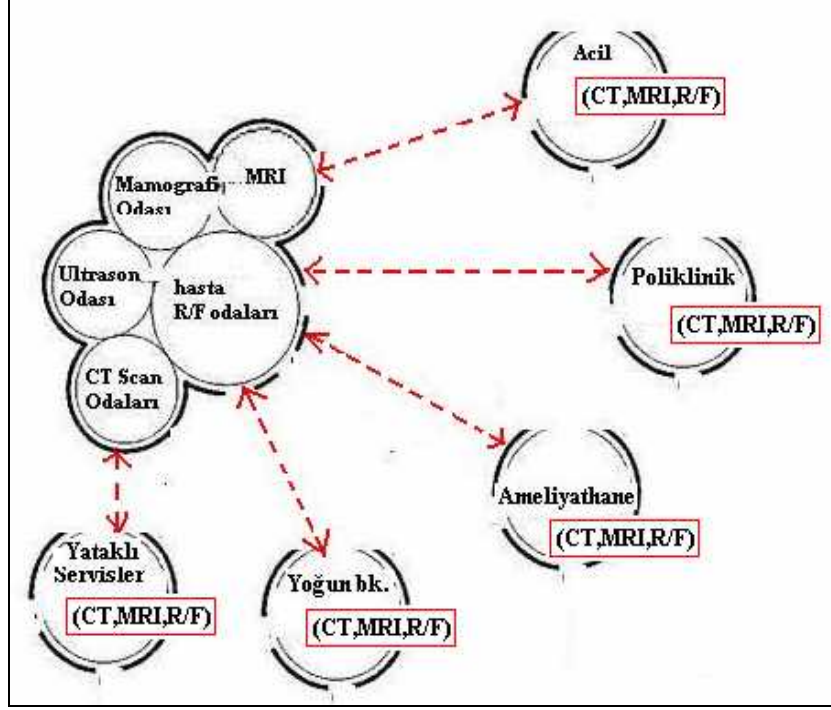 Acil
(CT,MRI,R/F)
Mamografi
Odası
MRI
Ultrason
Odası
hasta
R/F odaları
CT Scan
Odaları
Poliklinik
(CT,MRI,R/F)
Ameliyathane
(CT,MRI,R/F)
Yataklı
Servisler
(CT,MRI,R/F)
Yoğun bk.
(CT,MRI,R/F)